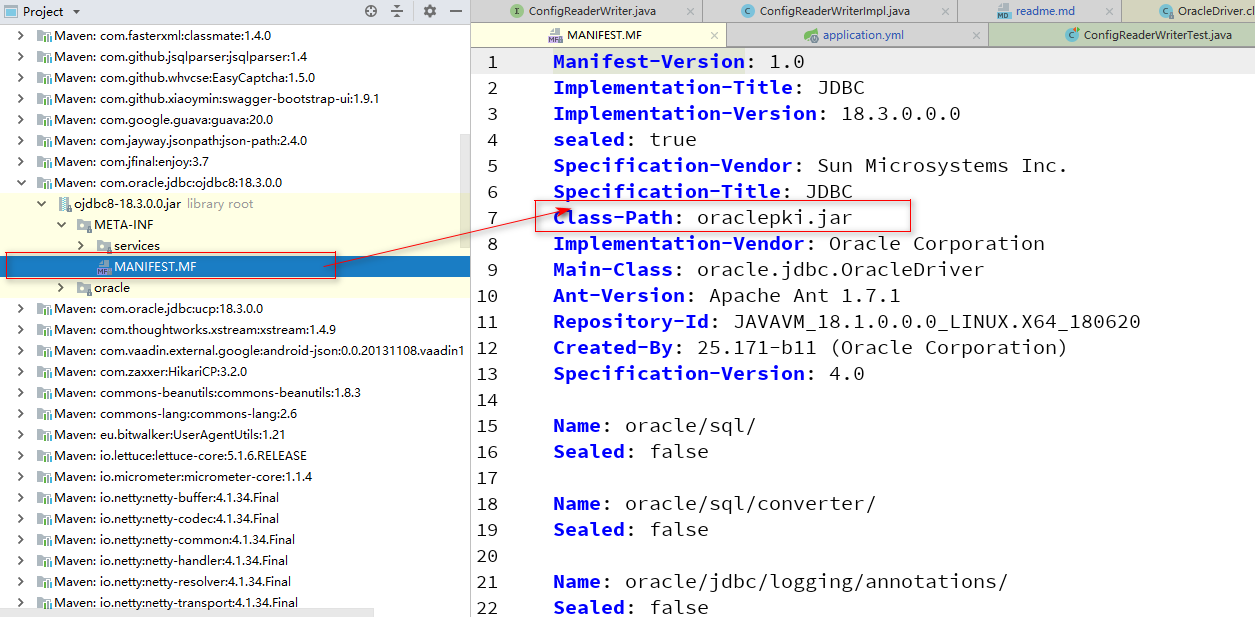 Project
Maven: com.fasterxml:classmate:1.4.0
Maven: com.github.jsqlparser:jsqlparser:1.4
Maven: com.github.whvcse:EasyCaptcha:1.5.0
Maven: com.github.xiaoymin:swagger-bootstrap-ui:1.9.1
Maven: com.google.guava:guava:20.0
Maven: com.jayway.jsonpath:json-path:2.4.0
Maven: com.jfinal:enjoy:3.7
Maven: com.oracle.jdbc:ojdbc8:18.3.0.0
ojdbc8-18.3.0.0.jar library root
META-INF
services
MANIFEST.MF
oracle
Maven: com.oracle.jdbc:ucp:18.3.0.0
Maven: com.thoughtworks.xstream:xstream:1.4.9
Maven: com.vaadin.external.google:android-json:0.0.20131108.vaadin1
Maven: com.zaxxer:HikariCP:3.2.0
Maven: commons-beanutils:commons-beanutils:1.8.3
Maven: commons-lang:commons-lang:2.6
Maven: eu.bitwalker:UserAgentUtils:1.21
Maven: io.lettuce:lettuce-core:5.1.6.RELEASE
Maven: io.micrometer:micrometer-core:1.1.4
Maven: io.netty:netty-buffer:4.1.34.Final
Maven: io.netty:netty-codec:4.1.34.Final
Maven: io.netty:netty-common:4.1.34.Final
Maven: io.netty:netty-handler:4.1.34.Final
Maven: io.netty:netty-resolver:4.1.34.Final
Maven: io.netty:netty-transport:4.1.34.Final
ConfigReaderWriter.java ConfigReaderWriterImpl.java readme.md OracleDriver.cl
MANIFEST.MF application.yml ConfigReaderWriterTest.java
1 Manifest-Version: 1.0
2 Implementation-Title: JDBC
3 Implementation-Version: 18.3.0.0.0
4 sealed: true
5 Specification-Vendor: Sun Microsystems Inc.
6 Specification-Title: JDBC
7 Class-Path: oraclepki.jar
8 Implementation-Vendor: Oracle Corporation
9 Main-Class: oracle.jdbc.OracleDriver
10 Ant-Version: Apache Ant 1.7.1
11 Repository-Id: JAVAVM_18.1.0.0.0_LINUX.X64_180620
12 Created-By: 25.171-b11 (Oracle Corporation)
13 Specification-Version: 4.0
14
15 Name: oracle/sql/
16 Sealed: false
17
18 Name: oracle/sql/converter/
19 Sealed: false
20
21 Name: oracle/jdbc/logging/annotations/
22 Sealed: false